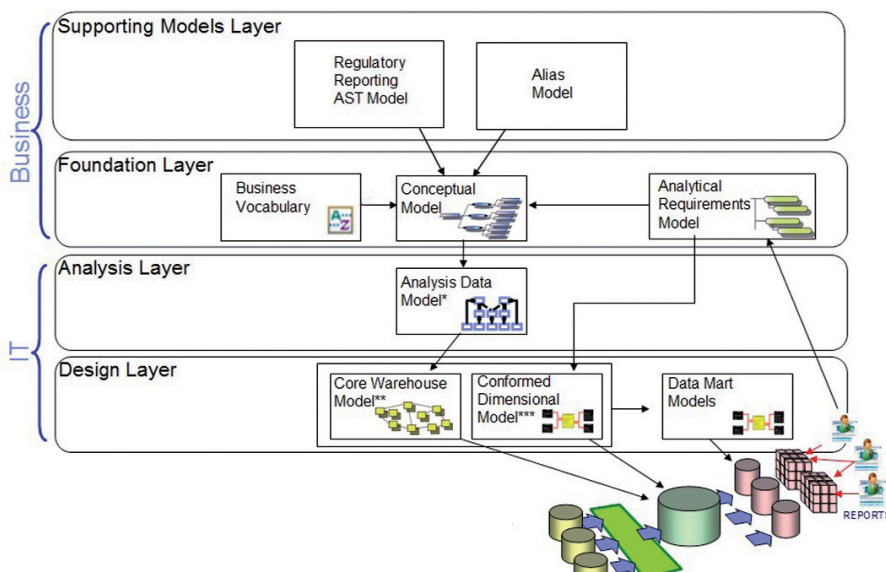 Supporting Models Layer
Regulatory
Reporting
AST Model
Alias
Model
Business
Foundation Layer
Business
Vocabulary
A
Z
Conceptual
Model
Analytical
Requirements
Model
Analysis Layer
Analysis Data
Model*
IT
Design Layer
Core Warehouse
Model**
Conformed
Dimensional
Model***
Data Mart
Models
REPORTS